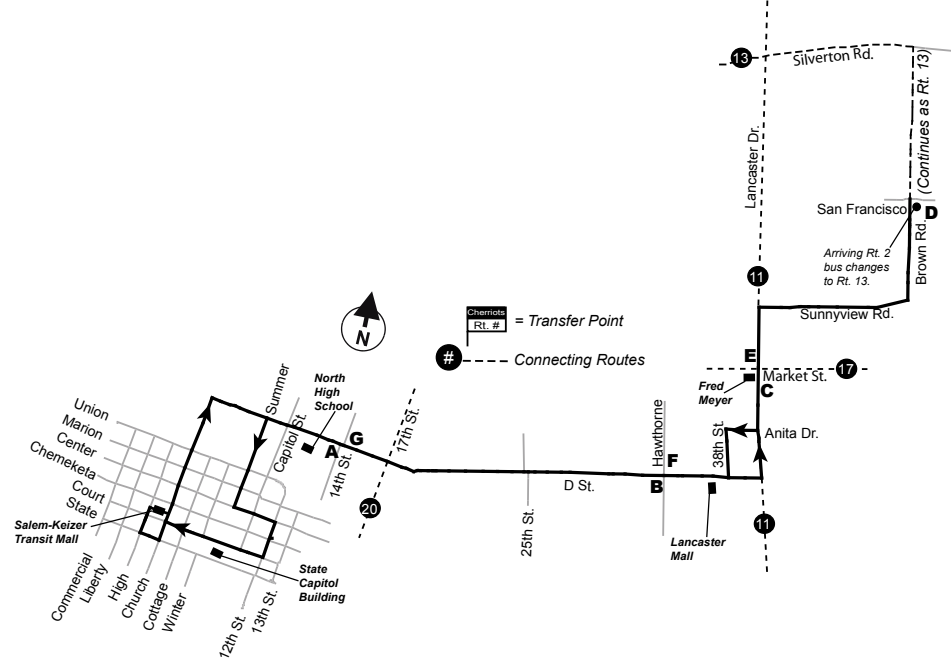 13
Silverton Rd.
(Continues as Rt. 13)
Lancaster Dr.
San Francisco
D
Brown Rd.
Arriving Rt. 2
bus changes
to Rt. 13.
11
Sunnyview Rd.
Cherriots
Rt. #
= Transfer Point
N
#
Connecting Routes
E
17
Market St.
Fred
Meyer
C
Summer
North
High
School
Capitol St.
A
G
14th St.
17th St.
Hawthorne
F
38th St.
Anita Dr.
Union
Marion
Center
Chemeketa
Court
State
D St.
B
20
25th St.
Lancaster
Mall
11
Salem-Keizer
Transit Mall
State
Capitol
Building
Commercial
Liberty
High
Church
Cottage
Winter
12th St.
13th St.